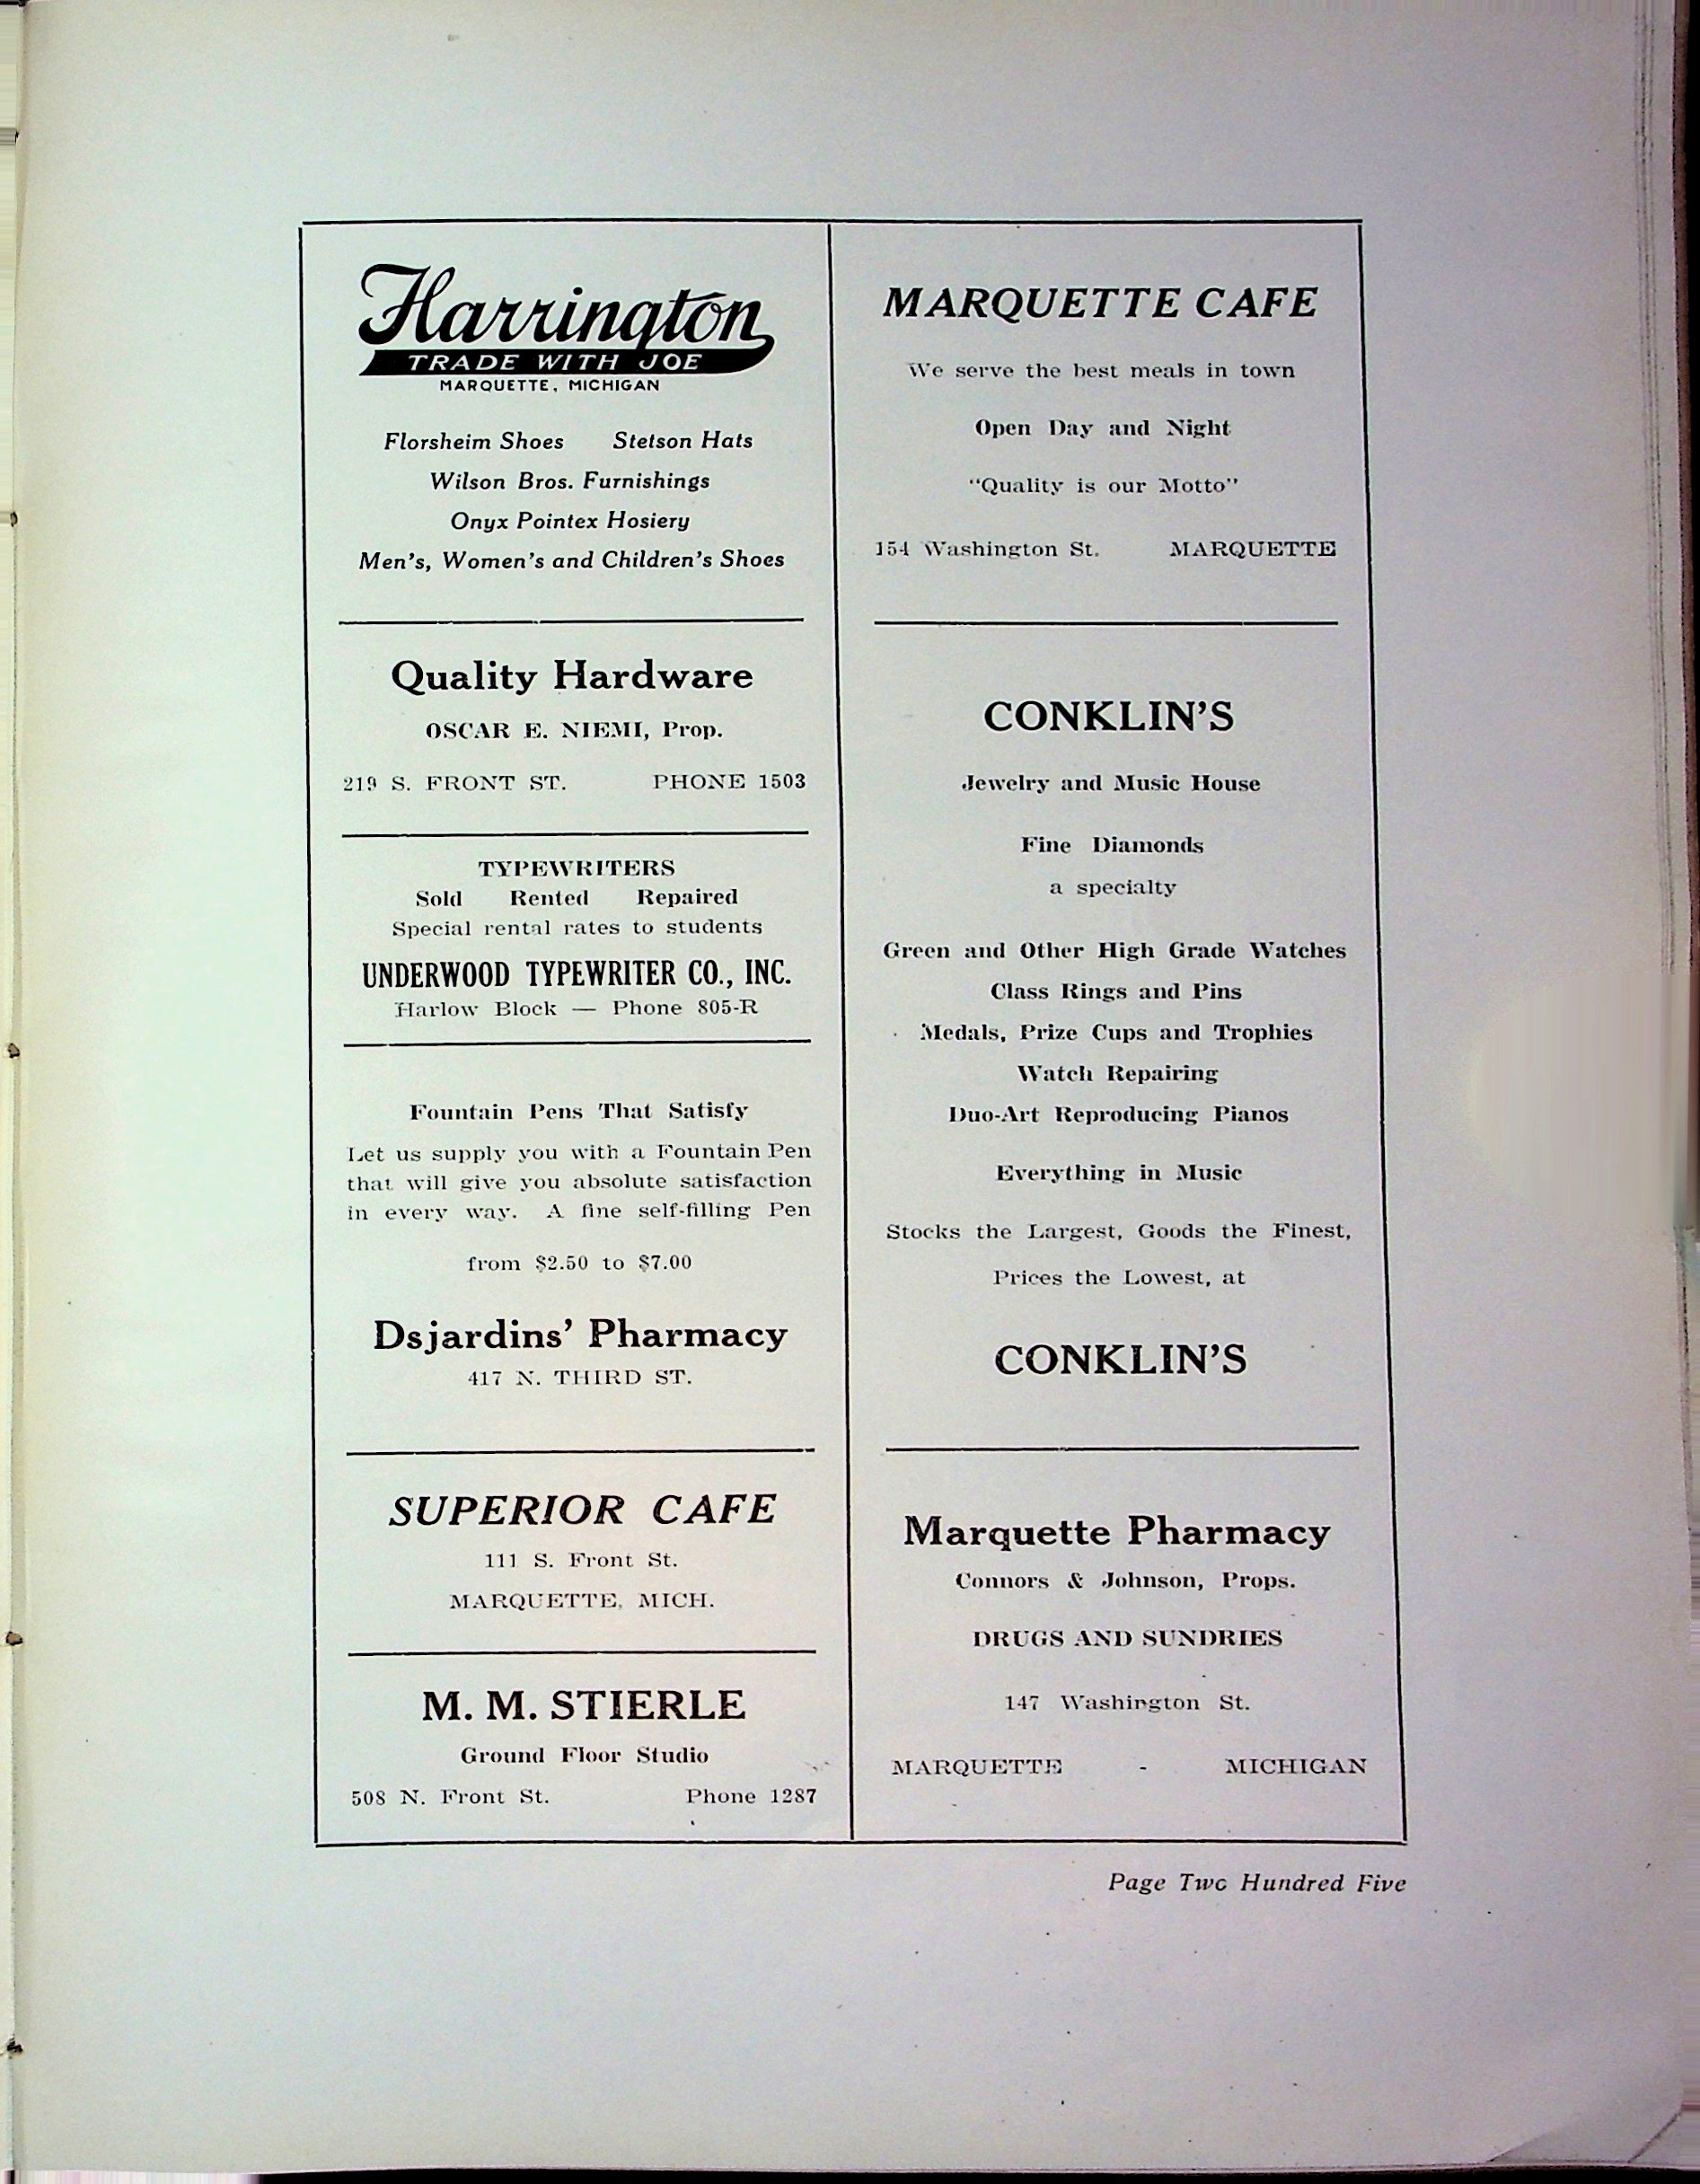 Harrington
TRADE WITH JOE
MARQUETTE, MICHIGAN
Florsheim Shoes Stetson Hats
Wilson Bros. Furnishings
Onyx Pointex Hosiery
Men's, Women's and Children's Shoes
Quality Hardware
OSCAR E. NIEMI, Prop.
219 S. FRONT ST. PHONE 1503
TYPEWRITERS
Sold Rented Repaired
Special rental rates to students
UNDERWOOD TYPEWRITER CO., INC.
Harlow Block — Phone 805-R
Fountain Pens That Satisfy
Let us supply you with a Fountain Pen
that will give you absolute satisfaction
in every way. A fine self-filling Pen
from $2.50 to $7.00
Dsjardins' Pharmacy
417 N. THIRD ST.
SUPERIOR CAFE
111 S. Front St.
MARQUETTE, MICH.
M. M. STIERLE
Ground Floor Studio
508 N. Front St. Phone 1287
MARQUETTE CAFE
We serve the best meals in town
Open Day and Night
"Quality is our Motto"
154 Washington St. MARQUETTE
CONKLIN'S
Jewelry and Music House
Fine Diamonds
a specialty
Green and Other High Grade Watches
Class Rings and Pins
Medals, Prize Cups and Trophies
Watch Repairing
Duo-Art Reproducing Pianos
Everything in Music
Stocks the Largest, Goods the Finest,
Prices the Lowest, at
CONKLIN'S
Marquette Pharmacy
Connors & Johnson, Props.
DRUGS AND SUNDRIES
147 Washington St.
MARQUETTE - MICHIGAN
Page Two Hundred Five